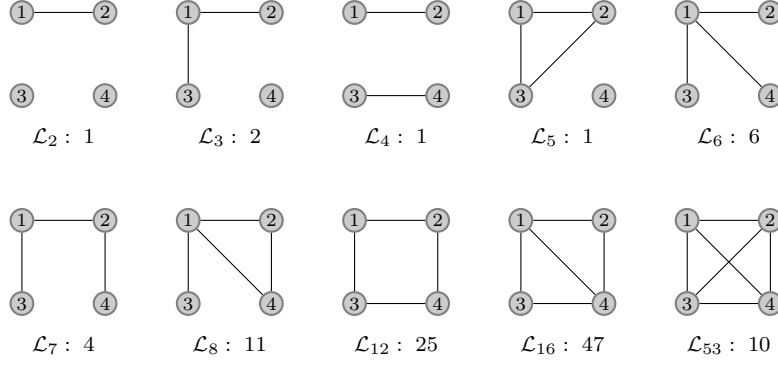 1 2 1 2 1 2 1 2 1 2
3 4 3 4 3 4 3 4 3 4
𝓛₂ : 1 𝓛₃ : 2 𝓛₄ : 1 𝓛₅ : 1 𝓛₆ : 6
1 2 1 2 1 2 1 2 1 2
3 4 3 4 3 4 3 4 3 4
𝓛₇ : 4 𝓛₈ : 11 𝓛₁₂ : 25 𝓛₁₆ : 47 𝓛₅₃ : 10